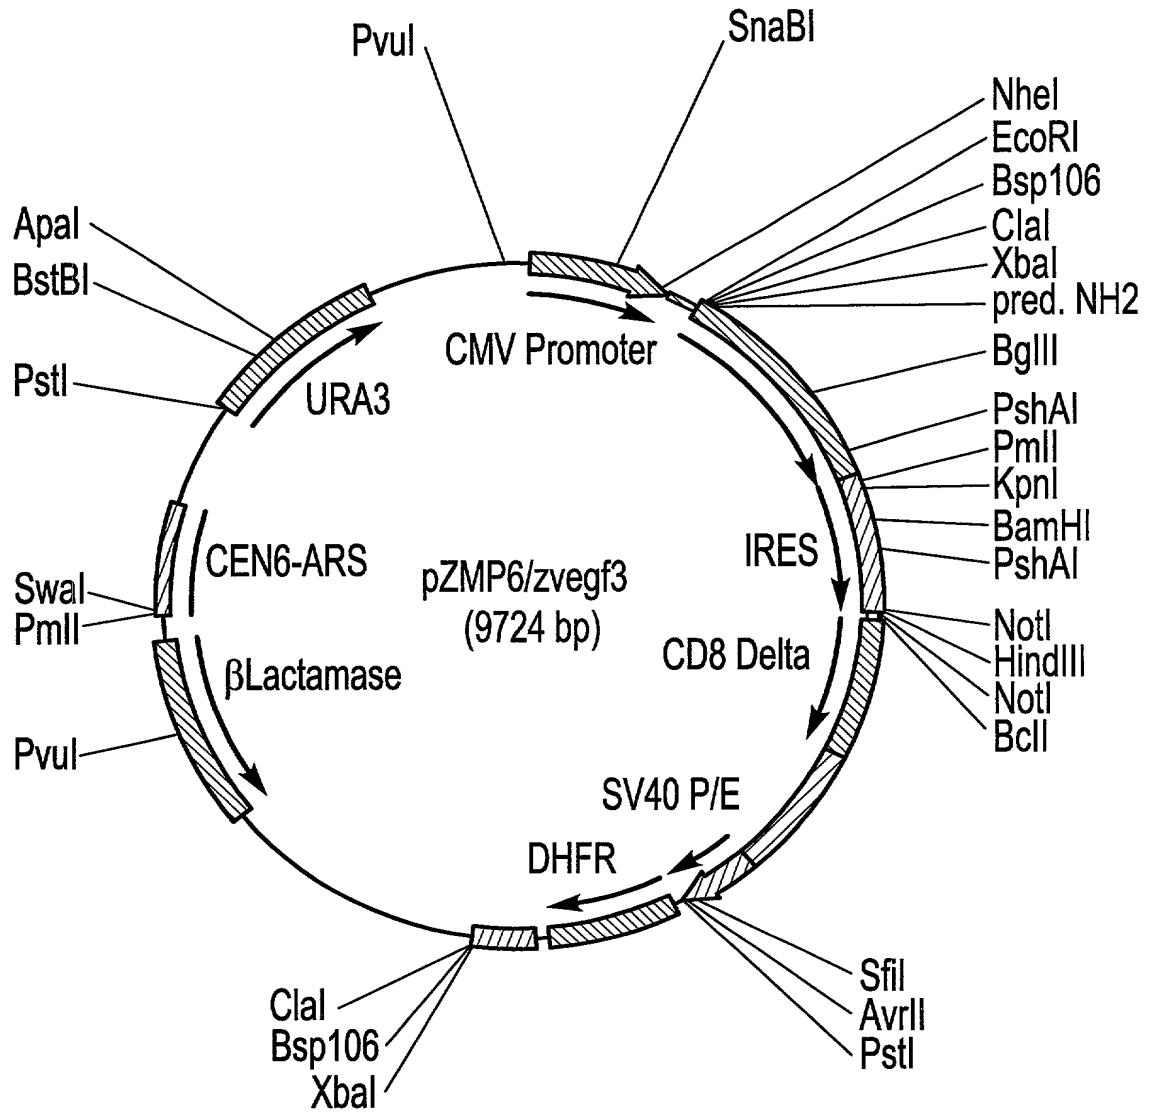 PvuI
SnaBI
NheI
EcoRI
Bsp106
ClaI
XbaI
pred. NH2
BglII
PshAI
PmlI
KpnI
BamHI
PshAI
NotI
HindIII
NotI
BclI
ApaI
BstBI
PstI
URA3
CMV Promoter
CEN6-ARS
pZMP6/zvegf3
(9724 bp)
IRES
CD8 Delta
SwaI
PmlI
βLactamase
PvuI
SV40 P/E
DHFR
ClaI
Bsp106
XbaI
SfiI
AvrII
PstI